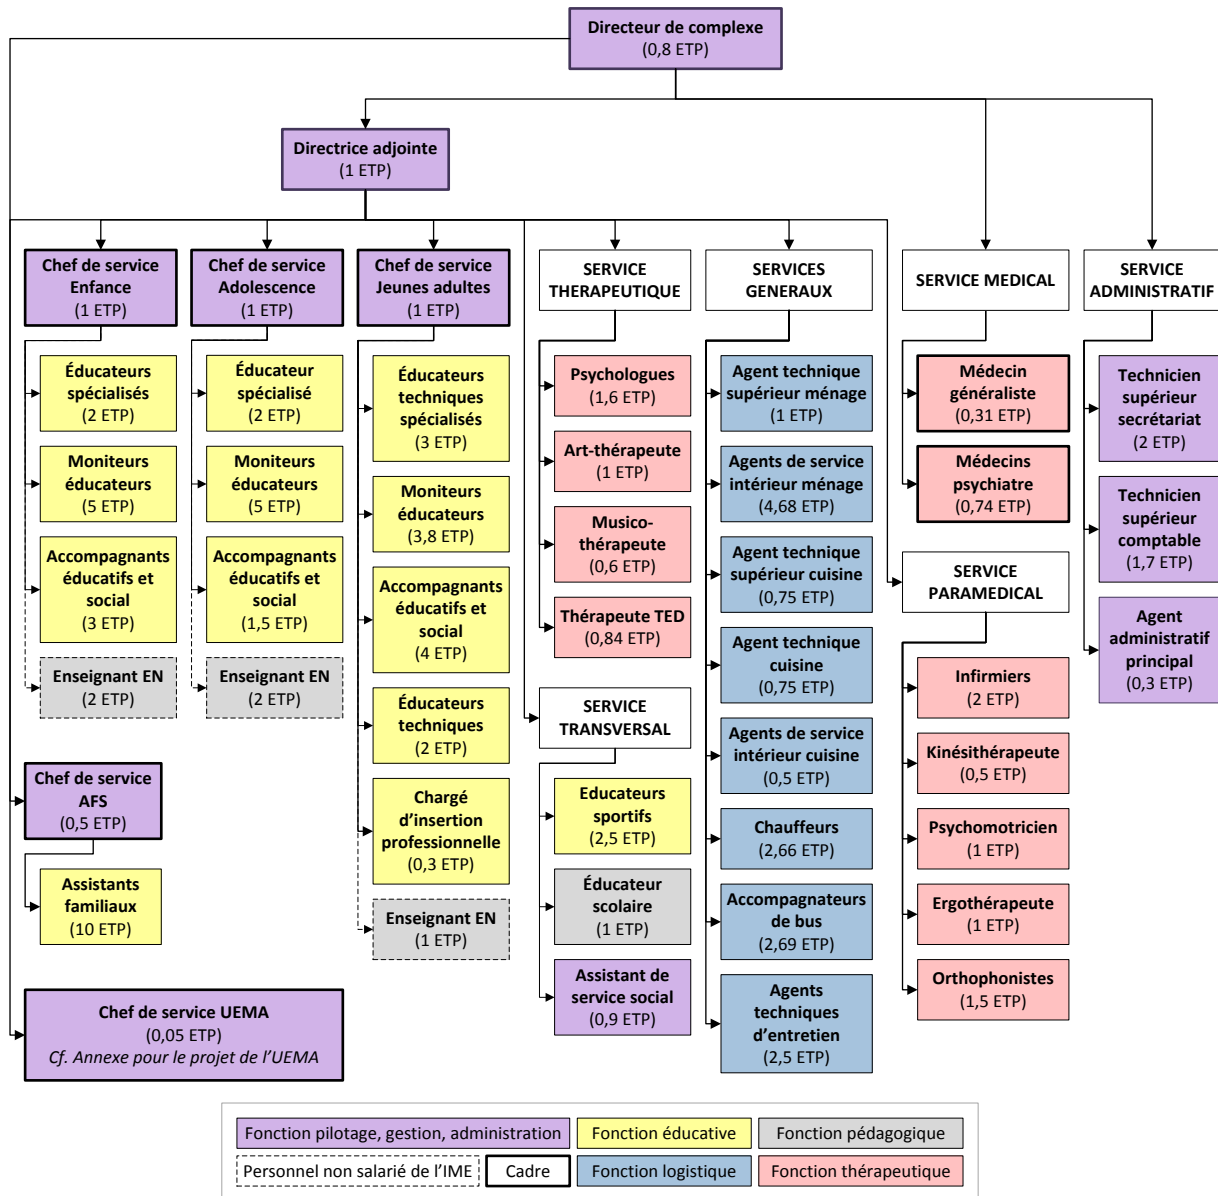 Directeur de complexe
(0,8 ETP)
Directrice adjointe
(1 ETP)
Chef de service
Enfance
(1 ETP)
Chef de service
Adolescence
(1 ETP)
Chef de service
Jeunes adultes
(1 ETP)
SERVICE
THERAPEUTIQUE
SERVICES
GENERAUX
SERVICE MEDICAL
SERVICE
ADMINISTRATIF
Éducateurs
spécialisés
(2 ETP)
Moniteurs
éducateurs
(5 ETP)
Accompagnants
éducatifs et
social
(3 ETP)
Enseignant EN
(2 ETP)
Éducateur
spécialisé
(2 ETP)
Moniteurs
éducateurs
(5 ETP)
Accompagnants
éducatifs et
social
(1,5 ETP)
Enseignant EN
(2 ETP)
Éducateurs
techniques
spécialisés
(3 ETP)
Moniteurs
éducateurs
(3,8 ETP)
Accompagnants
éducatifs et
social
(4 ETP)
Éducateurs
techniques
(2 ETP)
Chargé
d’insertion
professionnelle
(0,3 ETP)
Enseignant EN
(1 ETP)
Psychologues
(1,6 ETP)
Art-thérapeute
(1 ETP)
Musico-
thérapeute
(0,6 ETP)
Thérapeute TED
(0,84 ETP)
SERVICE
TRANSVERSAL
Educateurs
sportifs
(2,5 ETP)
Éducateur
scolaire
(1 ETP)
Assistant de
service social
(0,9 ETP)
Agent technique
supérieur ménage
(1 ETP)
Agents de service
intérieur ménage
(4,68 ETP)
Agent technique
supérieur cuisine
(0,75 ETP)
Agent technique
cuisine
(0,75 ETP)
Agents de service
intérieur cuisine
(0,5 ETP)
Chauffeurs
(2,66 ETP)
Accompagnateurs
de bus
(2,69 ETP)
Agents
techniques
d’entretien
(2,5 ETP)
Médecin
généraliste
(0,31 ETP)
Médecins
psychiatre
(0,74 ETP)
SERVICE
PARAMEDICAL
Infirmiers
(2 ETP)
Kinésithérapeute
(0,5 ETP)
Psychomotricien
(1 ETP)
Ergothérapeute
(1 ETP)
Orthophonistes
(1,5 ETP)
Technicien
supérieur
secrétariat
(2 ETP)
Technicien
supérieur
comptable
(1,7 ETP)
Agent
administratif
principal
(0,3 ETP)
Chef de service
AFS
(0,5 ETP)
Assistants
familiaux
(10 ETP)
Chef de service UEMA
(0,05 ETP)
Cf. Annexe pour le projet de l’UEMA
Fonction pilotage, gestion, administration
Fonction éducative
Fonction pédagogique
Personnel non salarié de l’IME
Cadre
Fonction logistique
Fonction thérapeutique